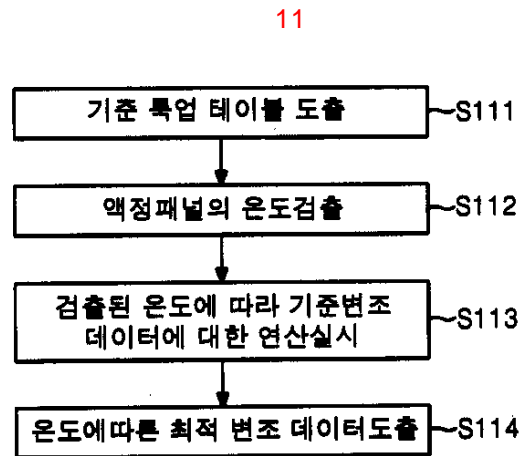 11
기준 룩업 테이블 도출
S111
액정패널의 온도검출
S112
검출된 온도에 따라 기준변조
데이터에 대한 연산실시
S113
온도에따른 최적 변조 데이터도출
S114